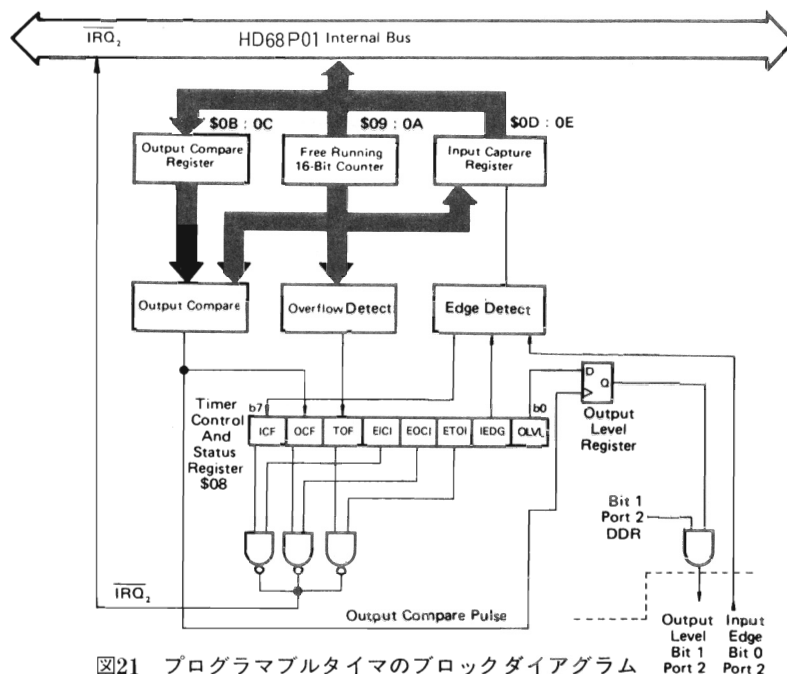 IRQ₂
HD68P01 Internal Bus
$0B : 0C
$09 : 0A
$0D : 0E
Output Compare
Register
Free Running
16-Bit Counter
Input Capture
Register
Output Compare
Overflow Detect
Edge Detect
Timer
Control
And
Status
Register
$08
b7
b0
ICF
OCF
TOF
EICI
EOCI
ETOI
IEDG
OLVL
D
Q
Output
Level
Register
Bit 1
Port 2
DDR
IRQ₂
Output Compare Pulse
Output
Level
Bit 1
Port 2
Input
Edge
Bit 0
Port 2
図21 プログラマブルタイマのブロックダイアグラム